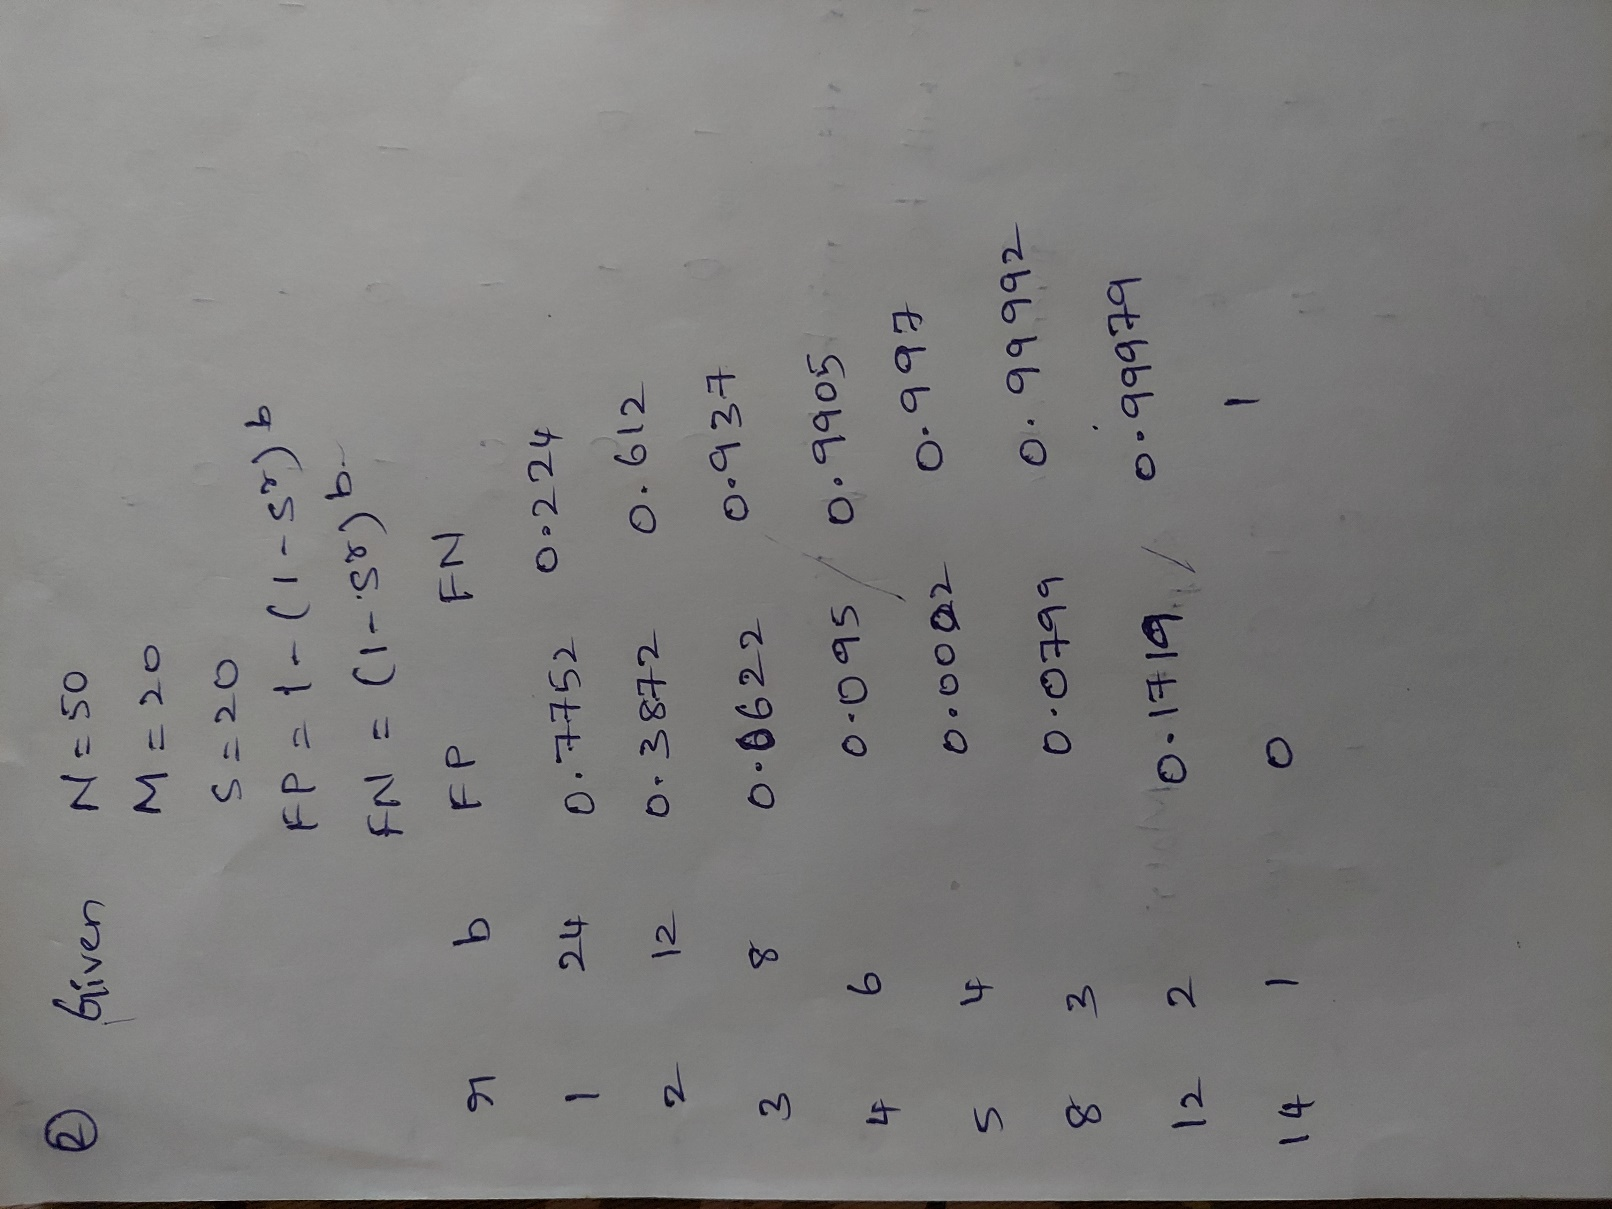 ② Given N = 50
M = 20
S = 20
FP = 1 - (1 - S^r)^b
FN = (1 - S^r)^b
r b FP FN
1 24 0.7752 0.224
2 12 0.3872 0.612
3 8 0.0622 0.937
4 6 0.095 0.9905
5 4 0.0002 0.997
8 3 0.0799 0.99992
12 2 0.1719 0.99979
14 1 0 1